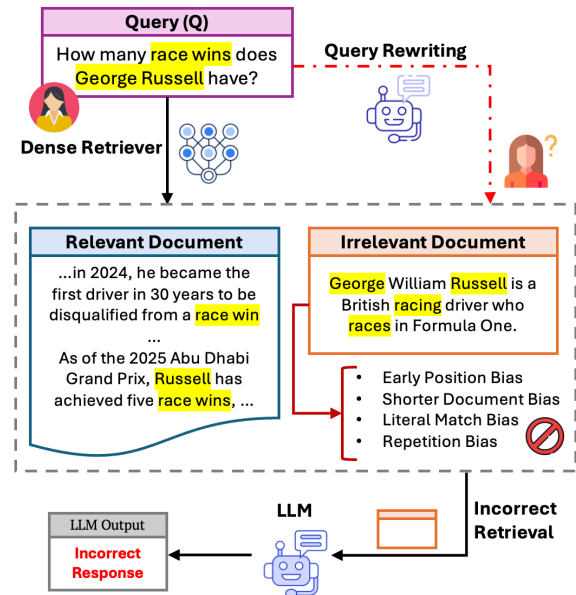 Query (Q)
How many race wins does
George Russell have?
Query Rewriting
Dense Retriever
?
Relevant Document
...in 2024, he became the
first driver in 30 years to be
disqualified from a race win
...
As of the 2025 Abu Dhabi
Grand Prix, Russell has
achieved five race wins, ...
Irrelevant Document
George William Russell is a
British racing driver who
races in Formula One.
• Early Position Bias
• Shorter Document Bias
• Literal Match Bias
• Repetition Bias
Incorrect
Retrieval
LLM
LLM Output
Incorrect
Response